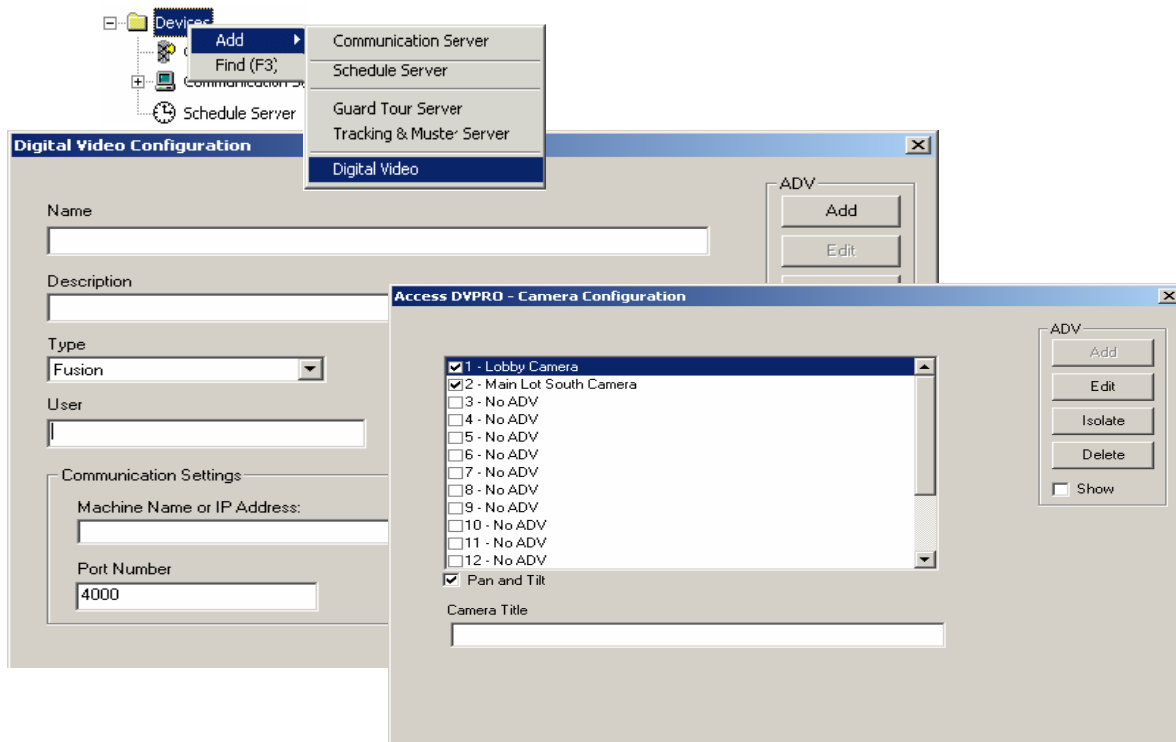 Devices
Add
Find (F3)
Schedule Server
Communication Server
Schedule Server
Guard Tour Server
Tracking & Muster Server
Digital Video
Digital Video Configuration
Name
Description
Type
Fusion
User
Communication Settings
Machine Name or IP Address:
Port Number
4000
ADV
Add
Edit
Access DVPRO - Camera Configuration
1 - Lobby Camera
2 - Main Lot South Camera
3 - No ADV
4 - No ADV
5 - No ADV
6 - No ADV
7 - No ADV
8 - No ADV
9 - No ADV
10 - No ADV
11 - No ADV
12 - No ADV
Pan and Tilt
Camera Title
ADV
Add
Edit
Isolate
Delete
Show